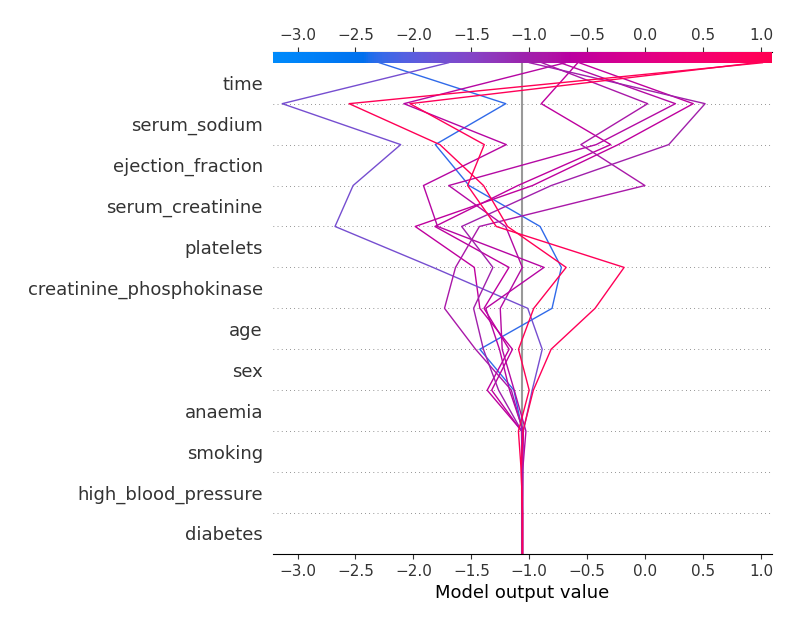 −3.0 −2.5 −2.0 −1.5 −1.0 −0.5 0.0 0.5 1.0
time
serum_sodium
ejection_fraction
serum_creatinine
platelets
creatinine_phosphokinase
age
sex
anaemia
smoking
high_blood_pressure
diabetes
−3.0 −2.5 −2.0 −1.5 −1.0 −0.5 0.0 0.5 1.0
Model output value